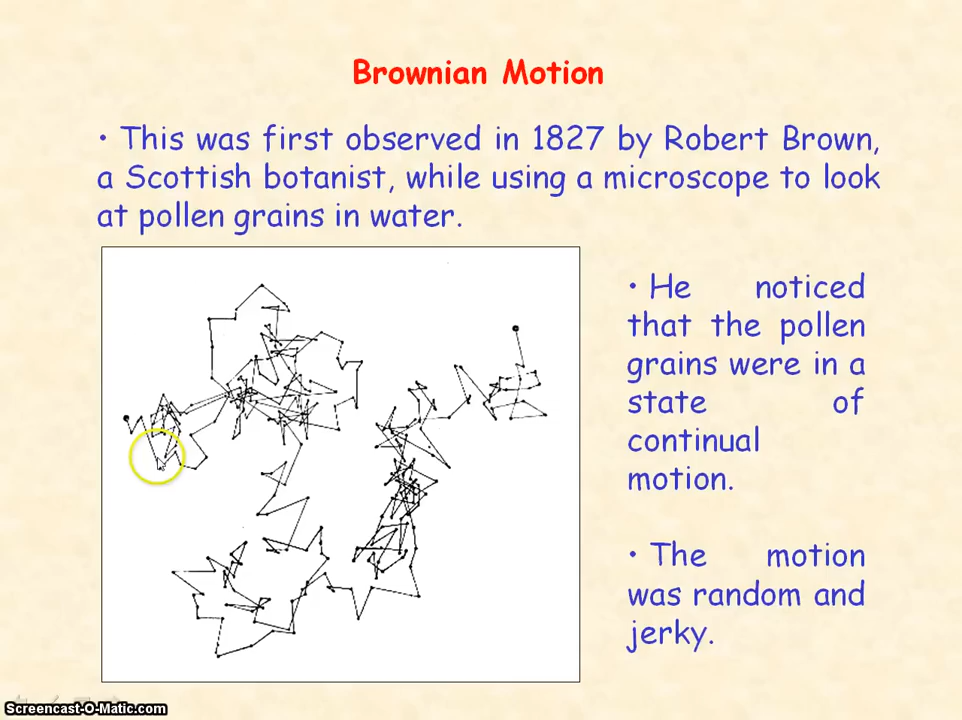 Brownian Motion
• This was first observed in 1827 by Robert Brown,
a Scottish botanist, while using a microscope to look
at pollen grains in water.
• He noticed
that the pollen
grains were in a
state of
continual
motion.
• The motion
was random and
jerky.
Screencast-O-Matic.com